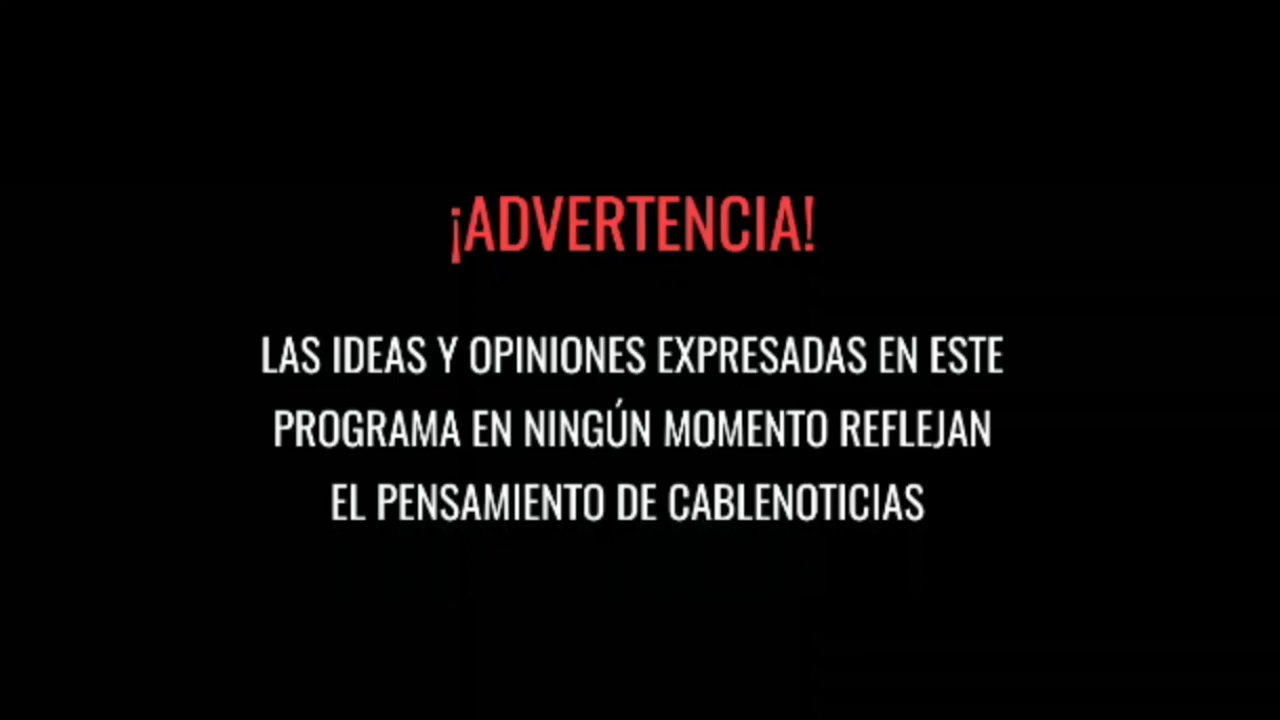 ¡ADVERTENCIA!
LAS IDEAS Y OPINIONES EXPRESADAS EN ESTE
PROGRAMA EN NINGÚN MOMENTO REFLEJAN
EL PENSAMIENTO DE CABLENOTICIAS